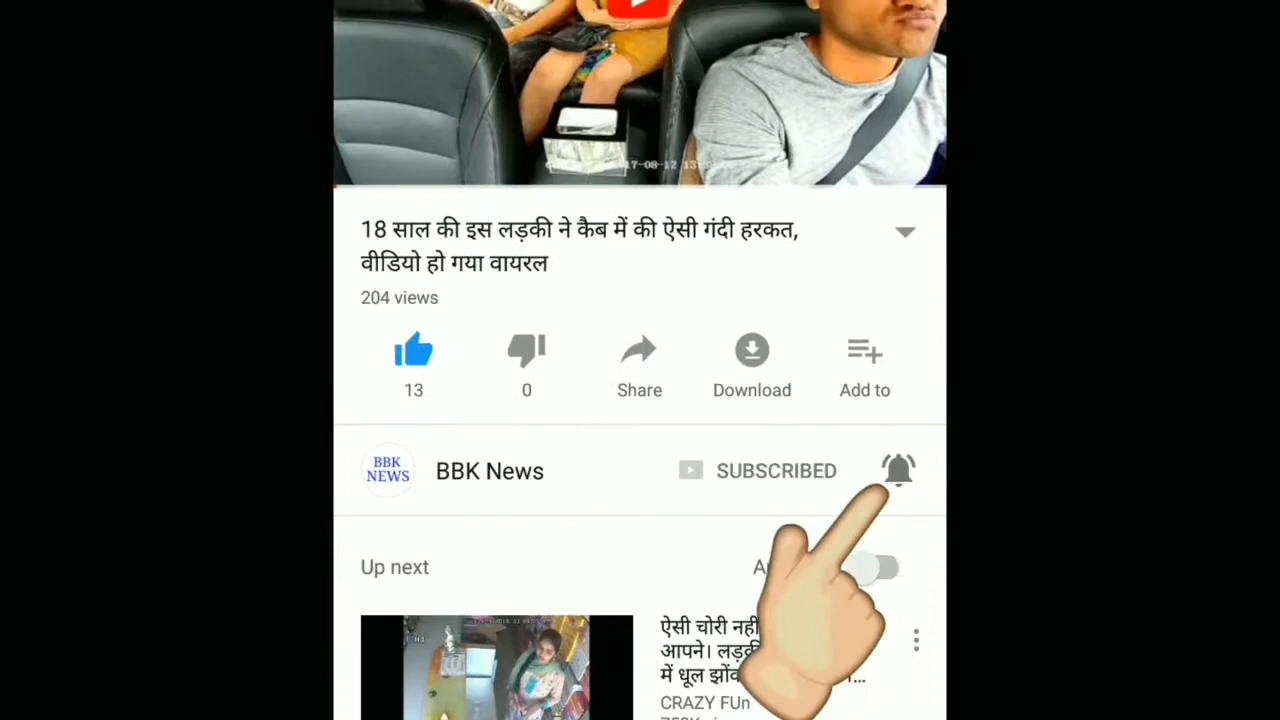 18 साल की इस लड़की ने कैब में की ऐसी गंदी हरकत,
वीडियो हो गया वायरल
204 views
13
0
Share
Download
Add to
BBK
NEWS
BBK News
SUBSCRIBED
Up next
ऐसी चोरी नहीं
आपने। लड़की
में धूल झोंक
CRAZY FUn